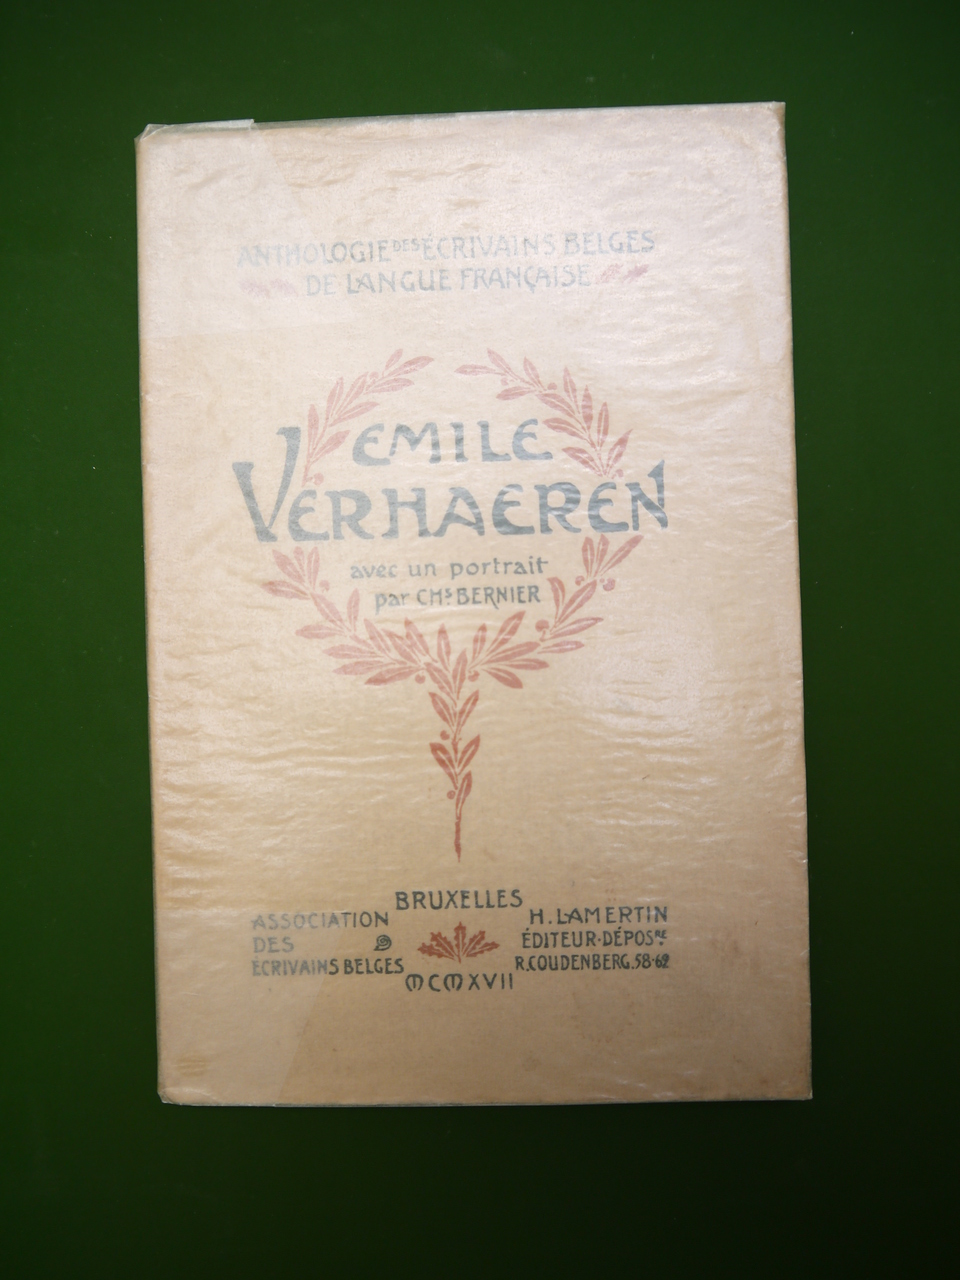 ANTHOLOGIE DES ÉCRIVAINS BELGES
DE LANGUE FRANÇAISE
EMILE
VERHAEREN
avec un portrait
par CHS BERNIER
BRUXELLES
ASSOCIATION
DES
ÉCRIVAINS BELGES
H. LAMERTIN
ÉDITEUR·DÉPOSRE
R. COUDENBERG. 58-62
MCMXVII